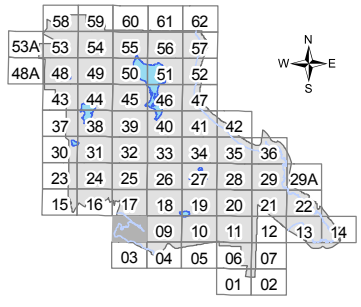 58 59 60 61 62
N
53A 53 54 55 56 57
W E
48A 48 49 50 51 52
S
43 44 45 46 47
37 38 39 40 41 42
30 31 32 33 34 35 36
23 24 25 26 27 28 29 29A
15 16 17 18 19 20 21 22
09 10 11 12 13 14
03 04 05 06 07
01 02